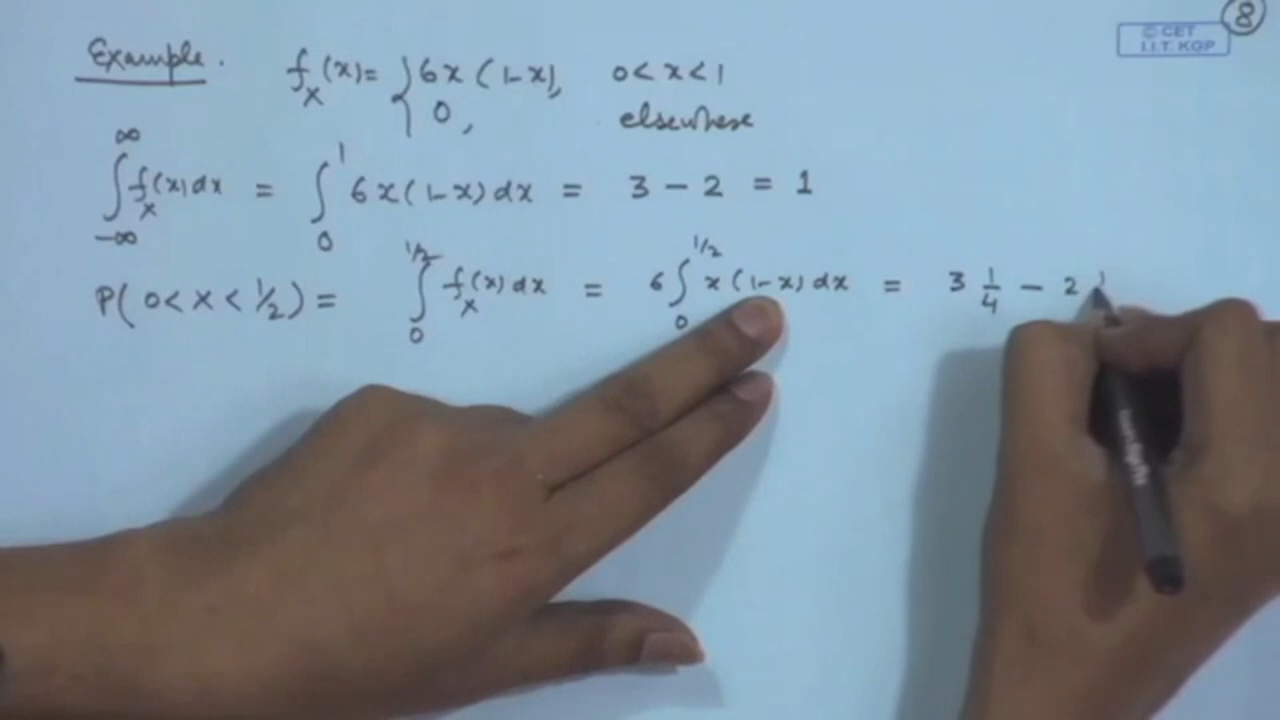 8
© CET
I.I.T. KGP
Example. f_X(x) = { 6x(1-x), 0<x<1
0, elsewhere
∫_{-∞}^{∞} f_X(x)dx = ∫_0^1 6x(1-x)dx = 3-2 = 1
P(0<X<1/2) = ∫_0^{1/2} f_X(x)dx = 6∫_0^{1/2} x(1-x)dx = 3 1/4 - 2